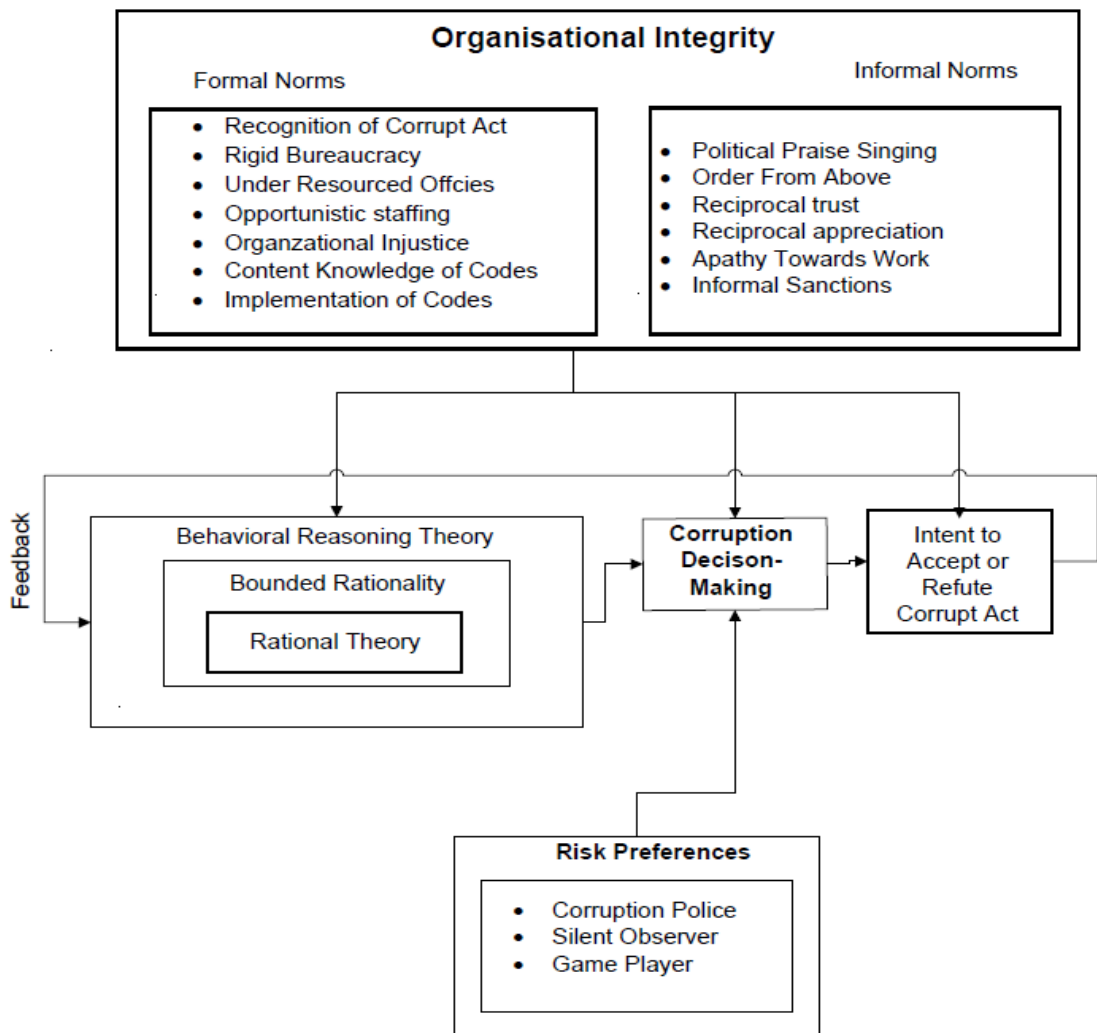 Organisational Integrity
Formal Norms
Informal Norms
• Recognition of Corrupt Act
• Rigid Bureaucracy
• Under Resourced Offcies
• Opportunistic staffing
• Organzational Injustice
• Content Knowledge of Codes
• Implementation of Codes
• Political Praise Singing
• Order From Above
• Reciprocal trust
• Reciprocal appreciation
• Apathy Towards Work
• Informal Sanctions
Feedback
Behavioral Reasoning Theory
Bounded Rationality
Rational Theory
Corruption
Decison-
Making
Intent to
Accept or
Refute
Corrupt Act
Risk Preferences
• Corruption Police
• Silent Observer
• Game Player